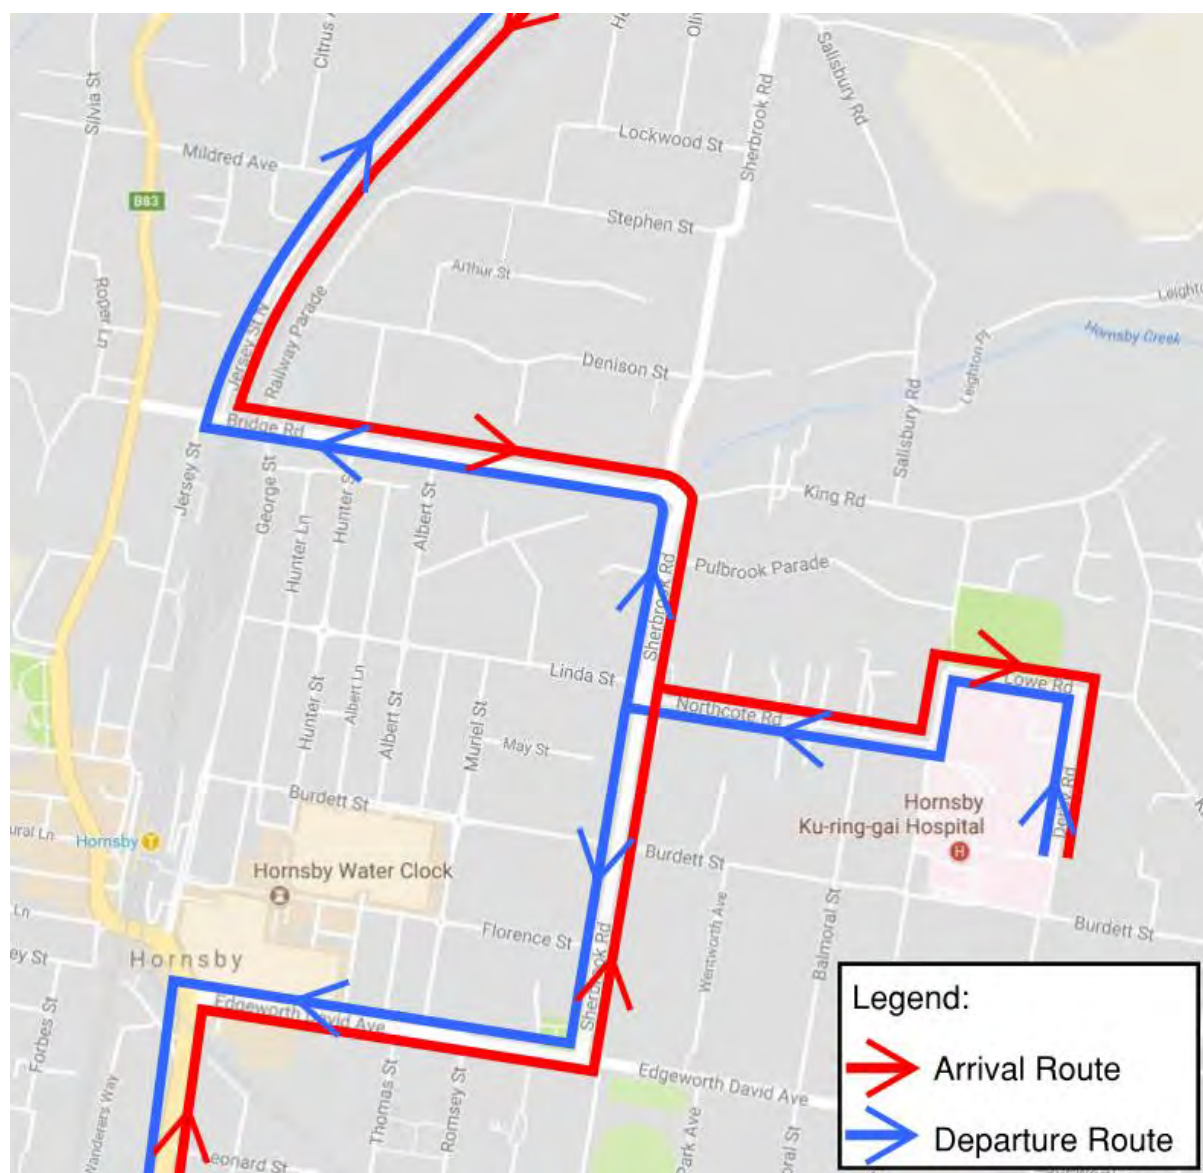 Citrus
Salisbury Rd
Silvia St
Lockwood St
Sherbrook Rd
Mildred Ave
B83
Stephen St
Arthur St
Roper Ln
Jersey St N
Railway Parade
Leighton Pl
Hornsby Creek
Denison St
Salisbury Rd
Bridge Rd
Jersey St
George St
Hunter St
Albert St
King Rd
Hunter Ln
Pulbrook Parade
Sherbrook Rd
Linda St
Lowe Rd
Northcote Rd
Hunter St
Albert Ln
Albert St
Muriel St
May St
Burdett St
Hornsby
Ku-ring-gai Hospital
H
Hornsby
T
Burdett St
Hornsby Water Clock
Wentworth Ave
Balmoral St
Burdett St
Florence St
Sherbrook Rd
Hornsby
Edgeworth David Ave
Forbes St
Wanderers Way
Thomas St
Romsey St
Edgeworth David Ave
Park Ave
Leonard St
Legend:
Arrival Route
Departure Route